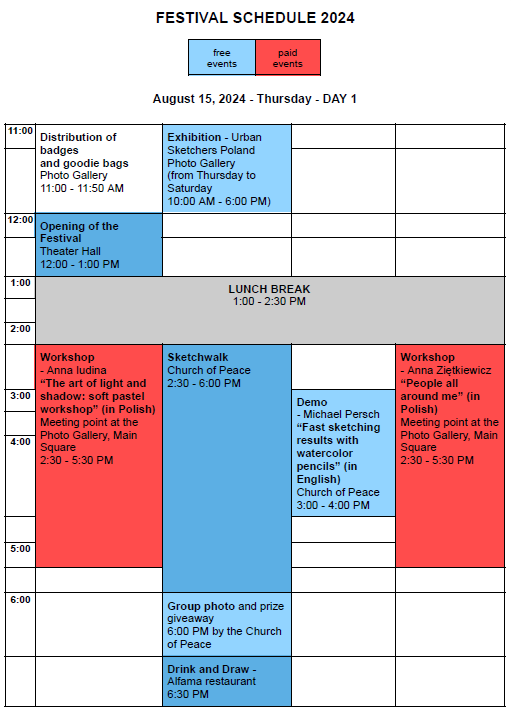 FESTIVAL SCHEDULE 2024
free
events
paid
events
August 15, 2024 - Thursday - DAY 1
11:00
Distribution of
badges
and goodie bags
Photo Gallery
11:00 - 11:50 AM
Exhibition - Urban
Sketchers Poland
Photo Gallery
(from Thursday to
Saturday
10:00 AM - 6:00 PM)
12:00
Opening of the
Festival
Theater Hall
12:00 - 1:00 PM
1:00
LUNCH BREAK
1:00 - 2:30 PM
2:00
Workshop
- Anna Iudina
“The art of light and
shadow: soft pastel
workshop” (in Polish)
Meeting point at the
Photo Gallery, Main
Square
2:30 - 5:30 PM
Sketchwalk
Church of Peace
2:30 - 6:00 PM
Workshop
- Anna Ziętkiewicz
“People all
around me” (in
Polish)
Meeting point at the
Photo Gallery, Main
Square
2:30 - 5:30 PM
3:00
Demo
- Michael Persch
“Fast sketching
results with
watercolor
pencils” (in
English)
Church of Peace
3:00 - 4:00 PM
4:00
5:00
6:00
Group photo and prize
giveaway
6:00 PM by the Church
of Peace
Drink and Draw -
Alfama restaurant
6:30 PM